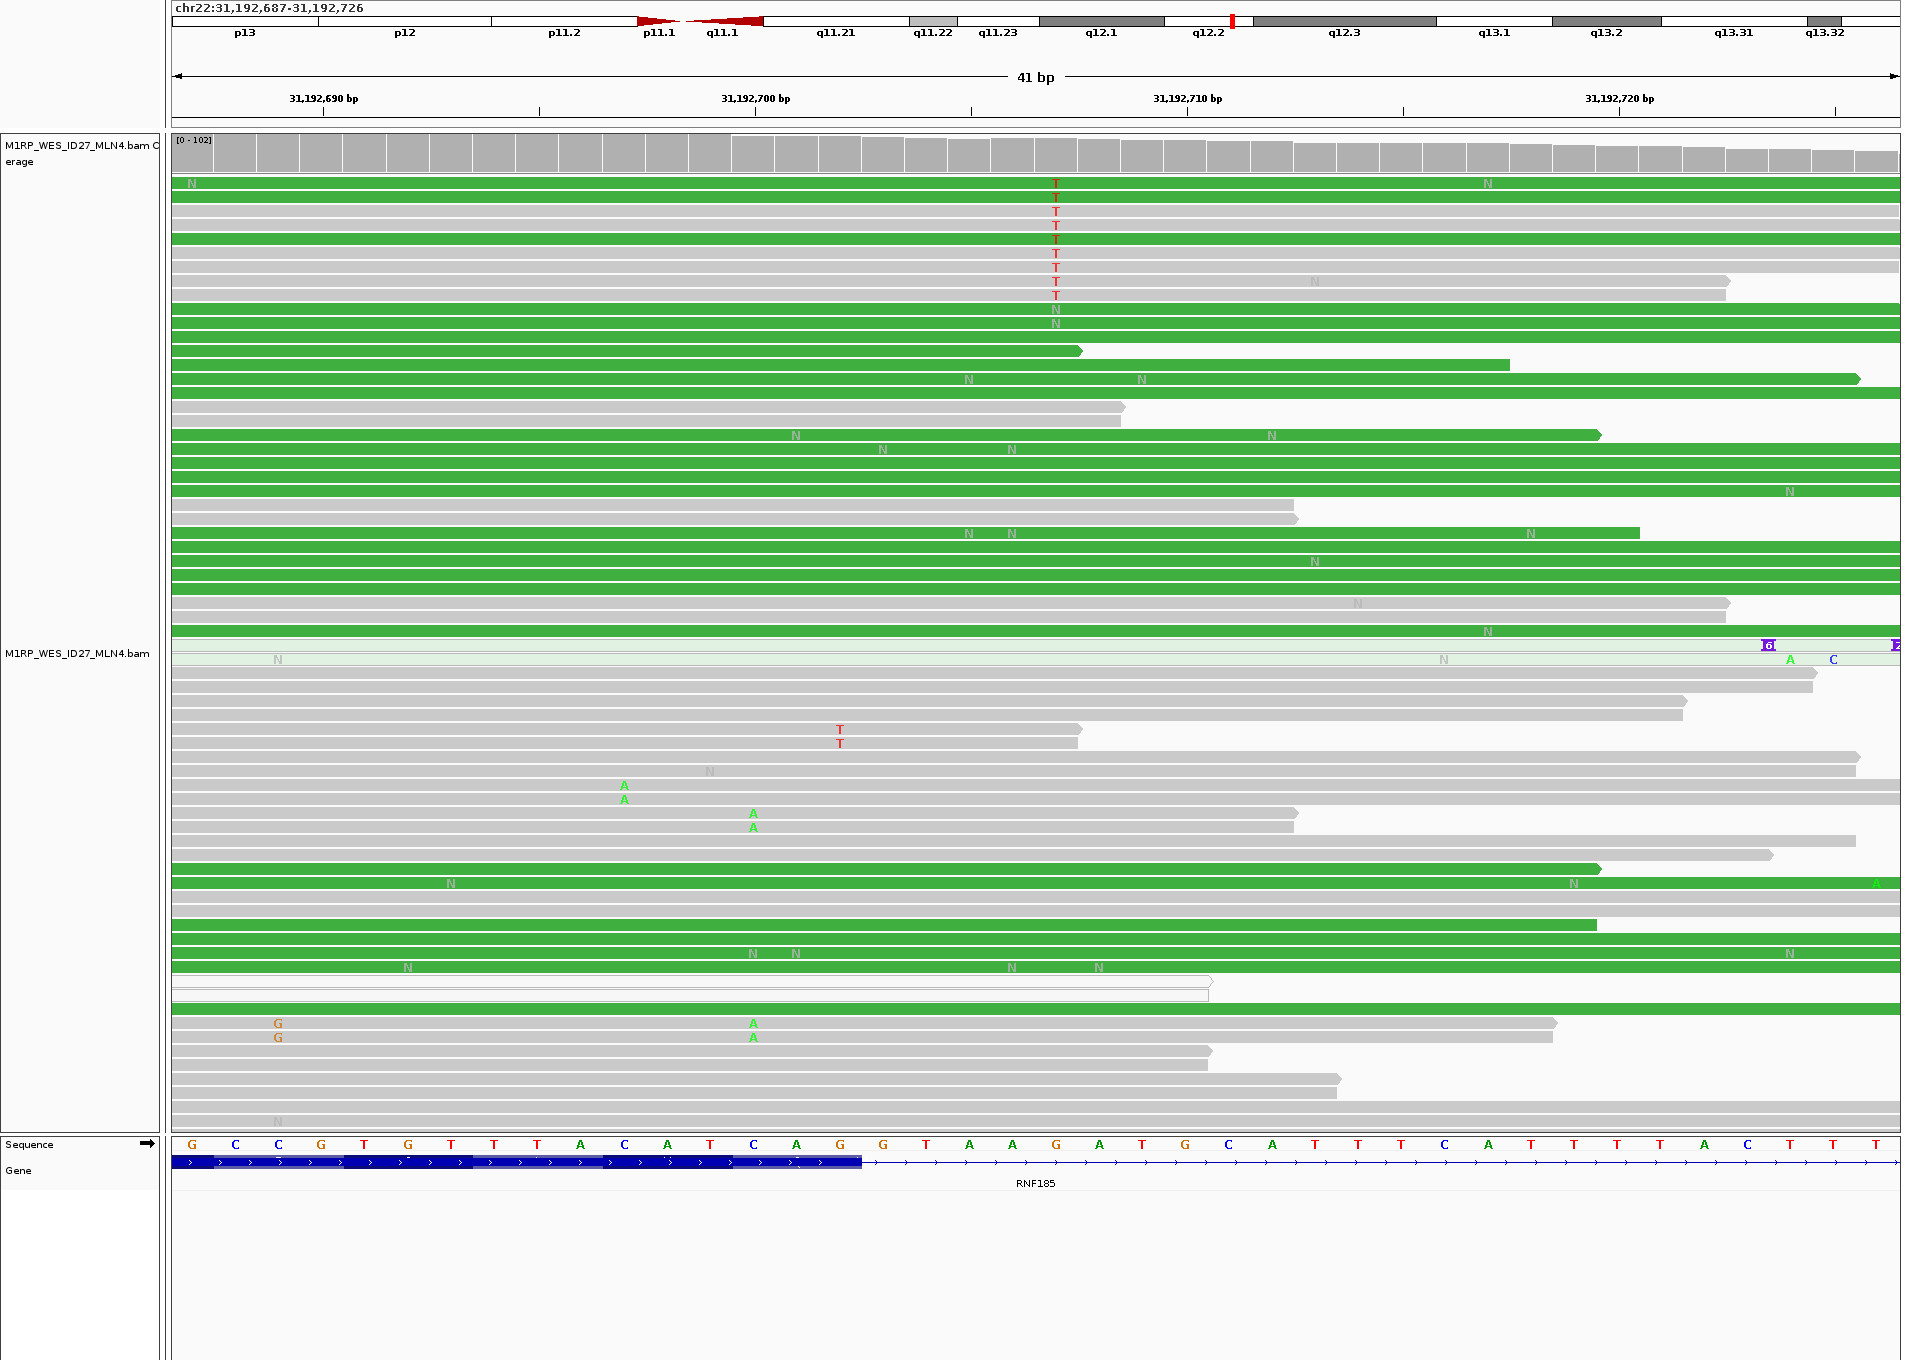 chr22:31,192,687-31,192,726
p13 p12 p11.2 p11.1 q11.1 q11.21 q11.22 q11.23 q12.1 q12.2 q12.3 q13.1 q13.2 q13.31 q13.32
41 bp
31,192,690 bp 31,192,700 bp 31,192,710 bp 31,192,720 bp
M1RP_WES_ID27_MLN4.bam C
erage
[0 - 102]
N T N
T
T
T
T
T
T
T N
T
N
N
N N
N N
N N
N
N N N
N
N
N
6 2
M1RP_WES_ID27_MLN4.bam
N N A C
T
T
N
A
A
A
A
N N A
N N N
N N N
G A
G A
N
Sequence G C C G T G T T T A C A T C A G G T A A G A T G C A T T T C A T T T T A C T T T
Gene
RNF185